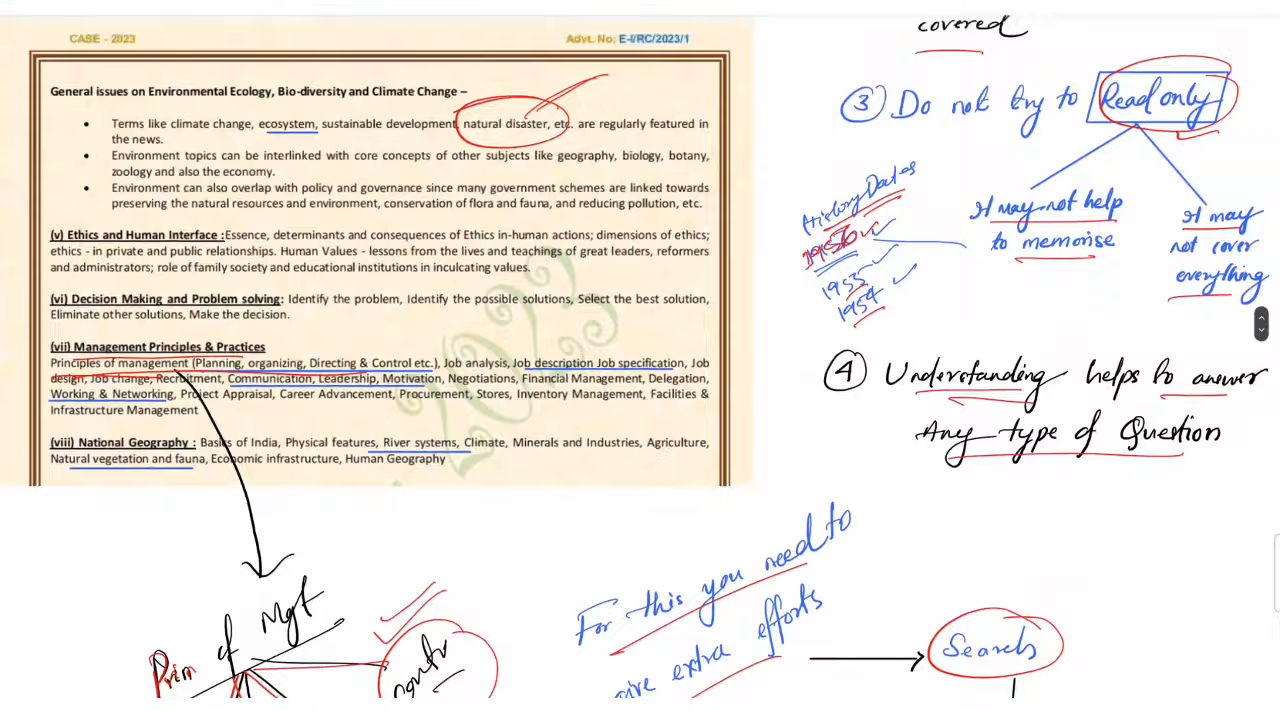 CASE - 2023
Advt. No. E-I/RC/2023/1
General issues on Environmental Ecology, Bio-diversity and Climate Change –
• Terms like climate change, ecosystem, sustainable development, natural disaster, etc. are regularly featured in
the news.
• Environment topics can be interlinked with core concepts of other subjects like geography, biology, botany,
zoology and also the economy.
• Environment can also overlap with policy and governance since many government schemes are linked towards
preserving the natural resources and environment, conservation of flora and fauna, and reducing pollution, etc.
(v) Ethics and Human Interface :Essence, determinants and consequences of Ethics in-human actions; dimensions of ethics;
ethics - in private and public relationships. Human Values - lessons from the lives and teachings of great leaders, reformers
and administrators; role of family society and educational institutions in inculcating values.
(vi) Decision Making and Problem solving: Identify the problem, Identify the possible solutions, Select the best solution,
Eliminate other solutions, Make the decision.
(vii) Management Principles & Practices
Principles of management (Planning, organizing, Directing & Control etc.), Job analysis, Job description Job specification, Job
design, Job change, Recruitment, Communication, Leadership, Motivation, Negotiations, Financial Management, Delegation,
Working & Networking, Project Appraisal, Career Advancement, Procurement, Stores, Inventory Management, Facilities &
Infrastructure Management
(viii) National Geography : Basics of India, Physical features, River systems, Climate, Minerals and Industries, Agriculture,
Natural vegetation and fauna, Economic infrastructure, Human Geography
2023
covered
③ Do not try to Read only
History Dates
1953
1954
It may not help
to memorise
It may
not cover
everything
④ Understanding helps to answer
Any type of Question
Prin of Mgt
For this you need to
extra efforts
Search